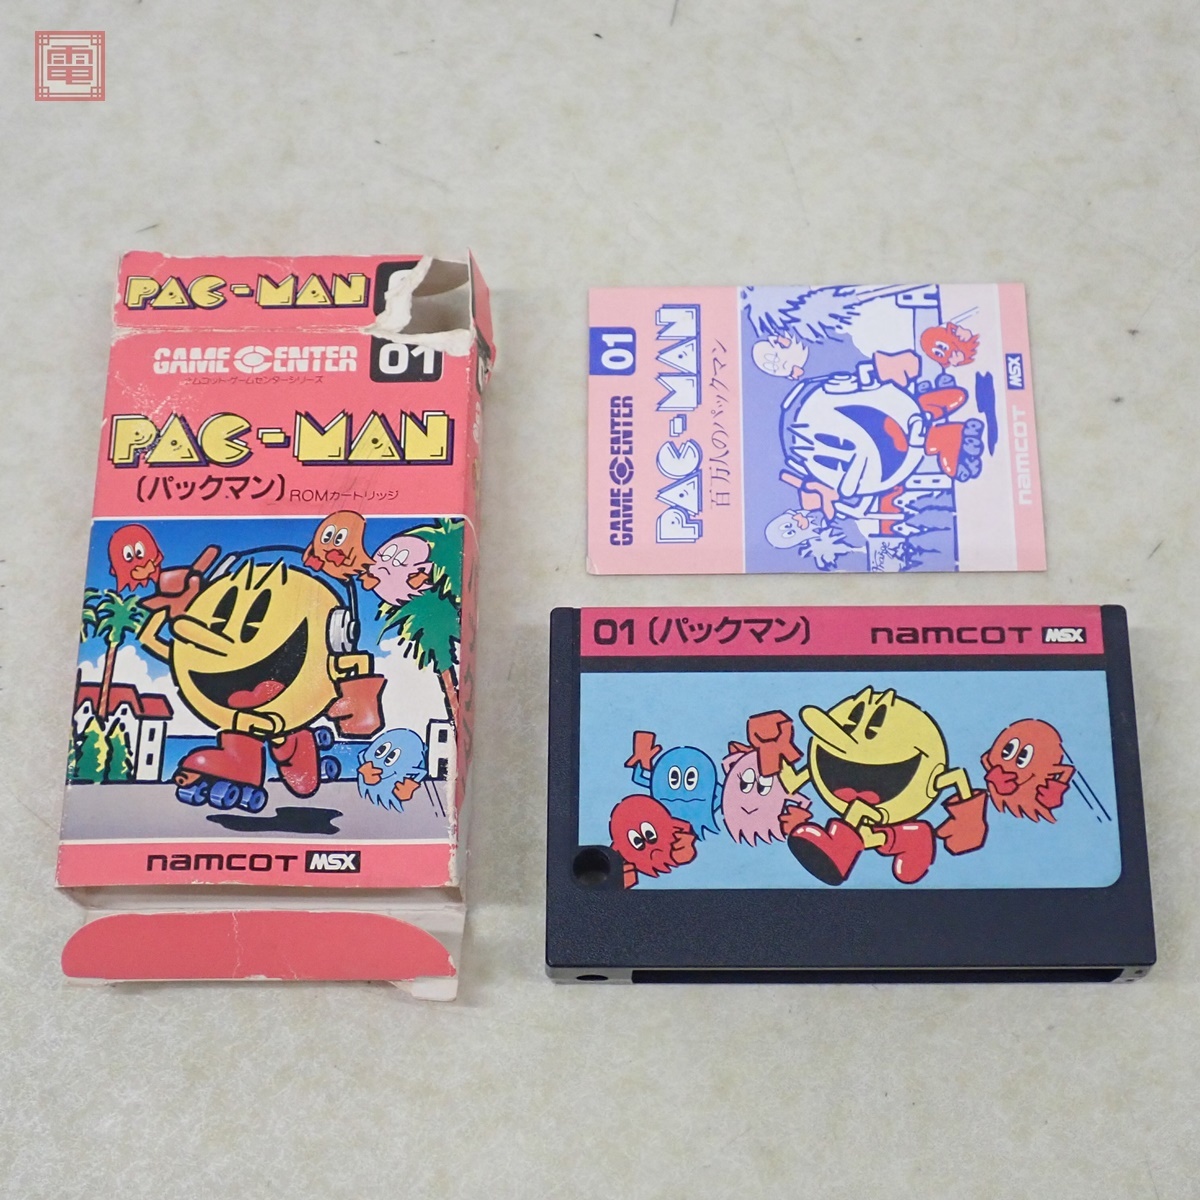 電
PAC-MAN
GAME CENTER 01
ムコット・ゲームセンターシリーズ
PAC-MAN
(パックマン) ROMカートリッジ
namcot MSX
GAME CENTER 01
PAC-MAN
百万人のパックマン
namcot MSX
01 (パックマン) namcot MSX